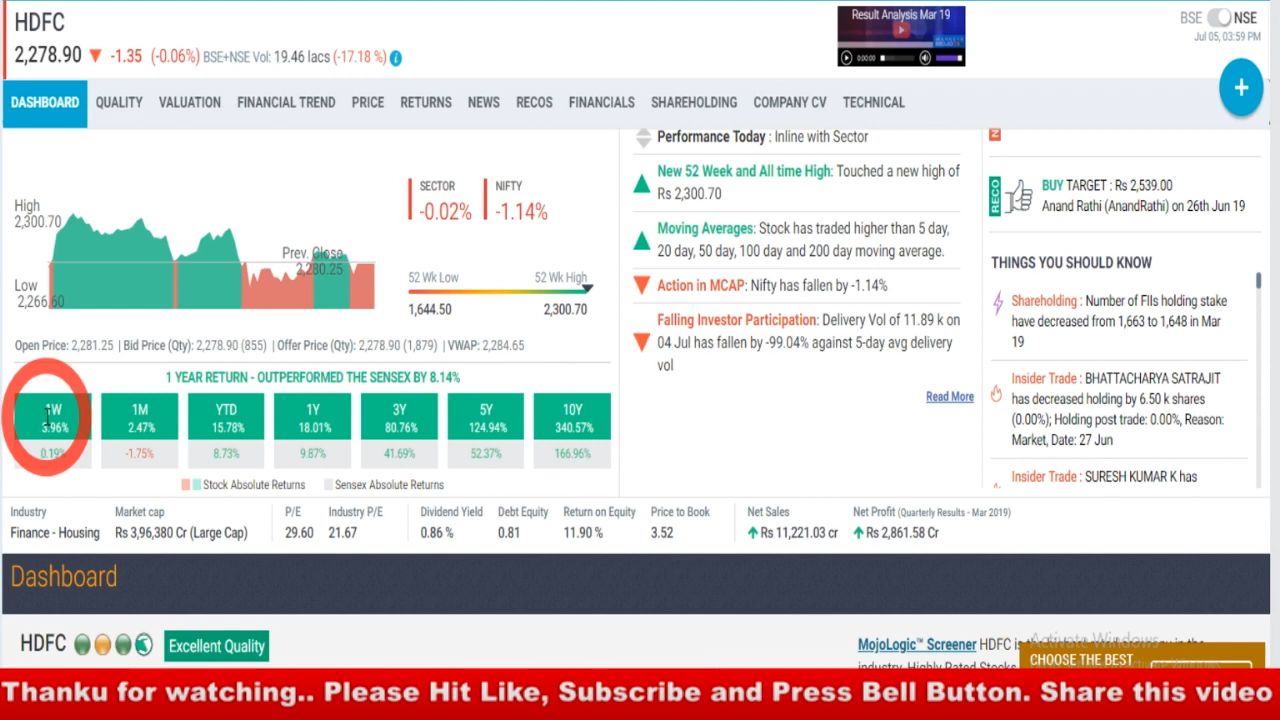 HDFC
2,278.90 -1.35 (-0.06%) BSE+NSE Vol: 19.46 lacs (-17.18 %) i
Result Analysis Mar 19
0:00:00
BSE NSE
Jul 05, 03:59 PM
+
DASHBOARD QUALITY VALUATION FINANCIAL TREND PRICE RETURNS NEWS RECOS FINANCIALS SHAREHOLDING COMPANY CV TECHNICAL
High
2,300.70
Prev. Close
2,280.25
Low
2,266.60
SECTOR
-0.02%
NIFTY
-1.14%
52 Wk Low 52 Wk High
1,644.50 2,300.70
Open Price: 2,281.25 | Bid Price (Qty): 2,278.90 (855) | Offer Price (Qty): 2,278.90 (1,879) | VWAP: 2,284.65
1 YEAR RETURN - OUTPERFORMED THE SENSEX BY 8.14%
1W 1M YTD 1Y 3Y 5Y 10Y
3.96% 2.47% 15.78% 18.01% 80.76% 124.94% 340.57%
0.19% -1.75% 8.73% 9.87% 41.69% 52.37% 166.96%
Stock Absolute Returns Sensex Absolute Returns
Performance Today : Inline with Sector
New 52 Week and All time High: Touched a new high of
Rs 2,300.70
Moving Averages: Stock has traded higher than 5 day,
20 day, 50 day, 100 day and 200 day moving average.
Action in MCAP: Nifty has fallen by -1.14%
Falling Investor Participation: Delivery Vol of 11.89 k on
04 Jul has fallen by -99.04% against 5-day avg delivery
vol
Read More
RECO
BUY TARGET : Rs 2,539.00
Anand Rathi (AnandRathi) on 26th Jun 19
THINGS YOU SHOULD KNOW
Shareholding : Number of FIIs holding stake
have decreased from 1,663 to 1,648 in Mar
19
Insider Trade : BHATTACHARYA SATRAJIT
has decreased holding by 6.50 k shares
(0.00%); Holding post trade: 0.00%, Reason:
Market, Date: 27 Jun
Insider Trade : SURESH KUMAR K has
Industry Market cap P/E Industry P/E Dividend Yield Debt Equity Return on Equity Price to Book Net Sales Net Profit (Quarterly Results - Mar 2019)
Finance - Housing Rs 3,96,380 Cr (Large Cap) 29.60 21.67 0.86 % 0.81 11.90 % 3.52 Rs 11,221.03 cr Rs 2,861.58 Cr
Dashboard
HDFC Excellent Quality
MojoLogic™ Screener HDFC is
Activate Windows
industry. Highly Rated Stocks
CHOOSE THE BEST
Thanku for watching.. Please Hit Like, Subscribe and Press Bell Button. Share this video